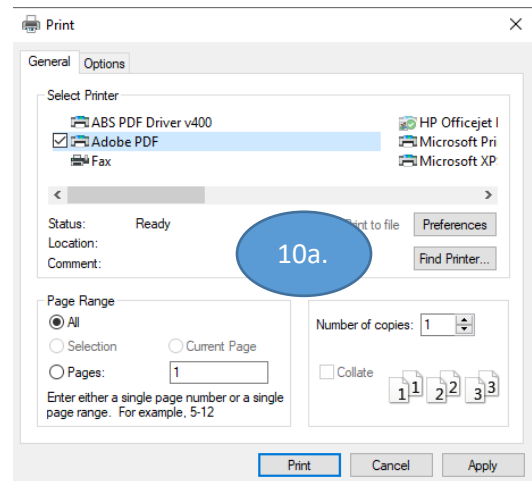 Print
General Options
Select Printer
ABS PDF Driver v400
HP Officejet
Adobe PDF
Microsoft Pri
Fax
Microsoft XP
Status: Ready
to file
Preferences
Location:
10a.
Comment:
Find Printer...
Page Range
All
Number of copies: 1
Selection
Current Page
Pages: 1
Collate
1 1 2 2 3 3
Enter either a single page number or a single
page range. For example, 5-12
Print Cancel Apply